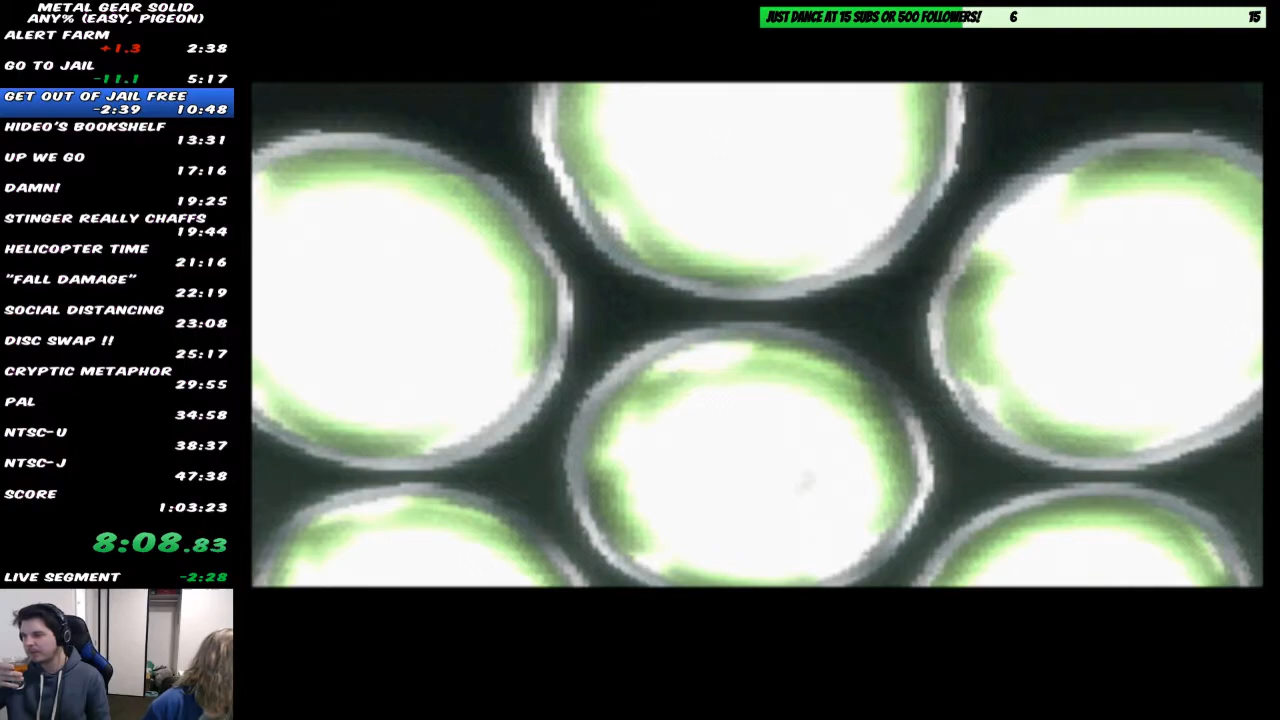 METAL GEAR SOLID
ANY% (EASY, PIGEON)
JUST DANCE AT 15 SUBS OR 500 FOLLOWERS! 6 15
ALERT FARM
+1.3 2:38
GO TO JAIL
-11.1 5:17
GET OUT OF JAIL FREE
-2:39 10:48
HIDEO'S BOOKSHELF
13:31
UP WE GO
17:16
DAMN!
19:25
STINGER REALLY CHAFFS
19:44
HELICOPTER TIME
21:16
"FALL DAMAGE"
22:19
SOCIAL DISTANCING
23:08
DISC SWAP !!
25:17
CRYPTIC METAPHOR
29:55
PAL
34:58
NTSC-U
38:37
NTSC-J
47:38
SCORE
1:03:23
8:08.83
LIVE SEGMENT -2:28